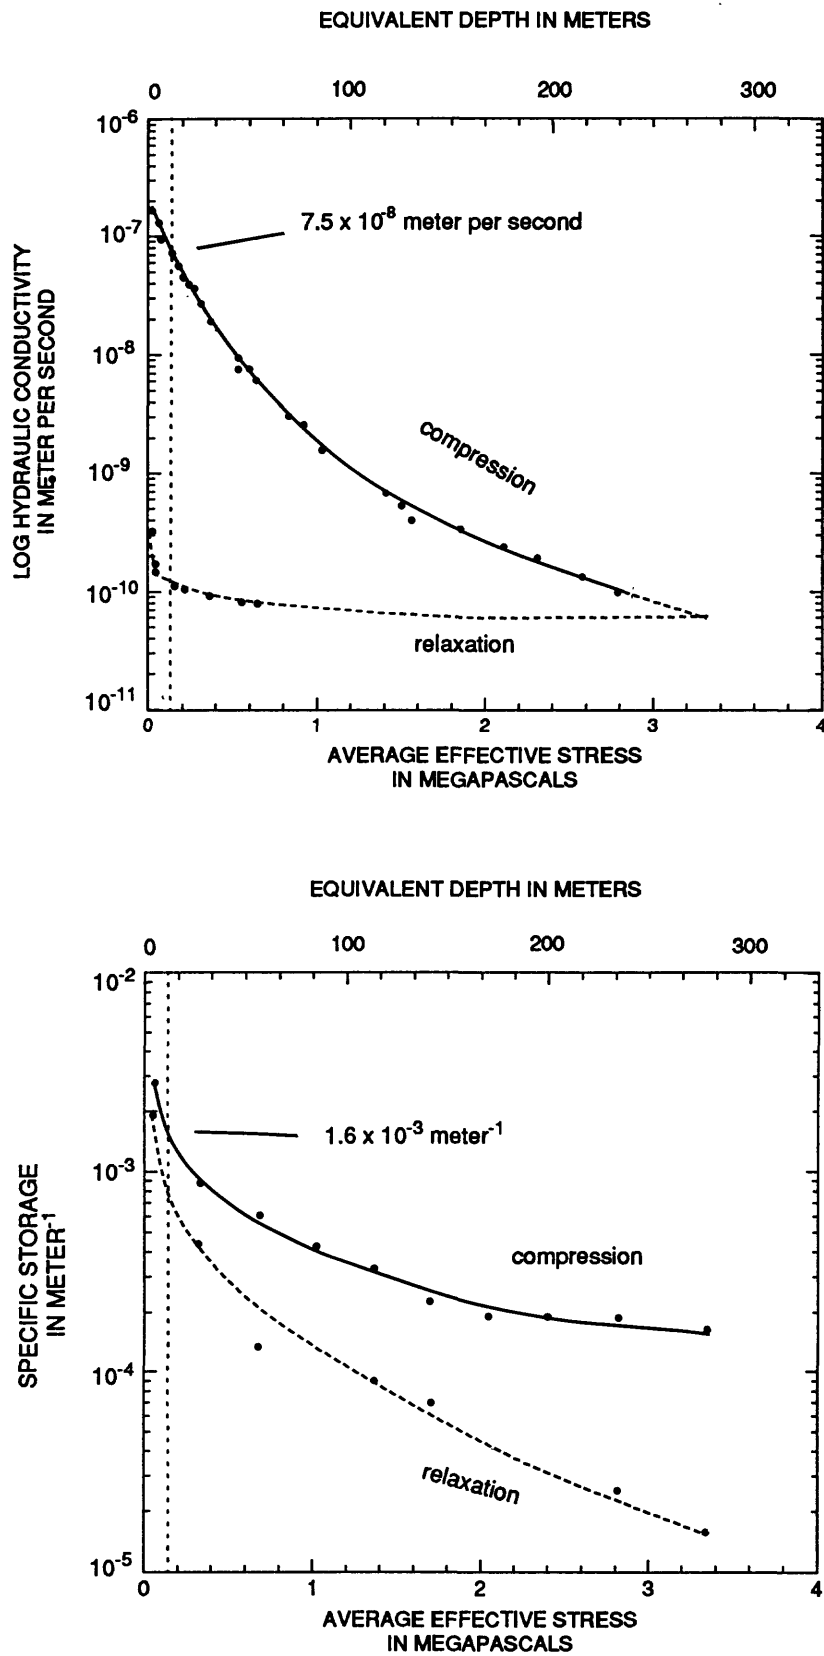 EQUIVALENT DEPTH IN METERS
0 100 200 300
10-6
10-7
10-8
10-9
10-10
10-11
LOG HYDRAULIC CONDUCTIVITY
IN METER PER SECOND
7.5 x 10-8 meter per second
compression
relaxation
0 1 2 3 4
AVERAGE EFFECTIVE STRESS
IN MEGAPASCALS
EQUIVALENT DEPTH IN METERS
0 100 200 300
10-2
10-3
10-4
10-5
SPECIFIC STORAGE
IN METER-1
1.6 x 10-3 meter-1
compression
relaxation
0 1 2 3 4
AVERAGE EFFECTIVE STRESS
IN MEGAPASCALS